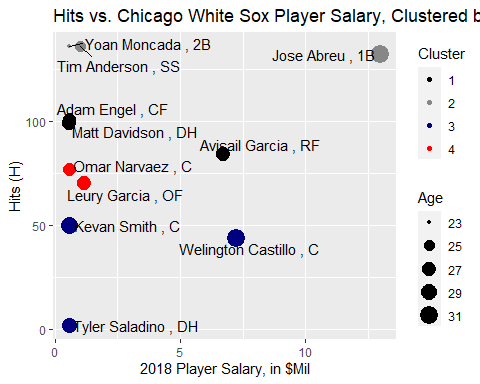 Hits vs. Chicago White Sox Player Salary, Clustered b
Yoan Moncada , 2B
Jose Abreu , 1B
Tim Anderson , SS
Adam Engel , CF
Matt Davidson , DH
Avisail Garcia , RF
Omar Narvaez , C
Leury Garcia , OF
Kevan Smith , C
Welington Castillo , C
Tyler Saladino , DH
Hits (H)
100
50
0
0
5
10
2018 Player Salary, in $Mil
Cluster
1
2
3
4
Age
23
25
27
29
31